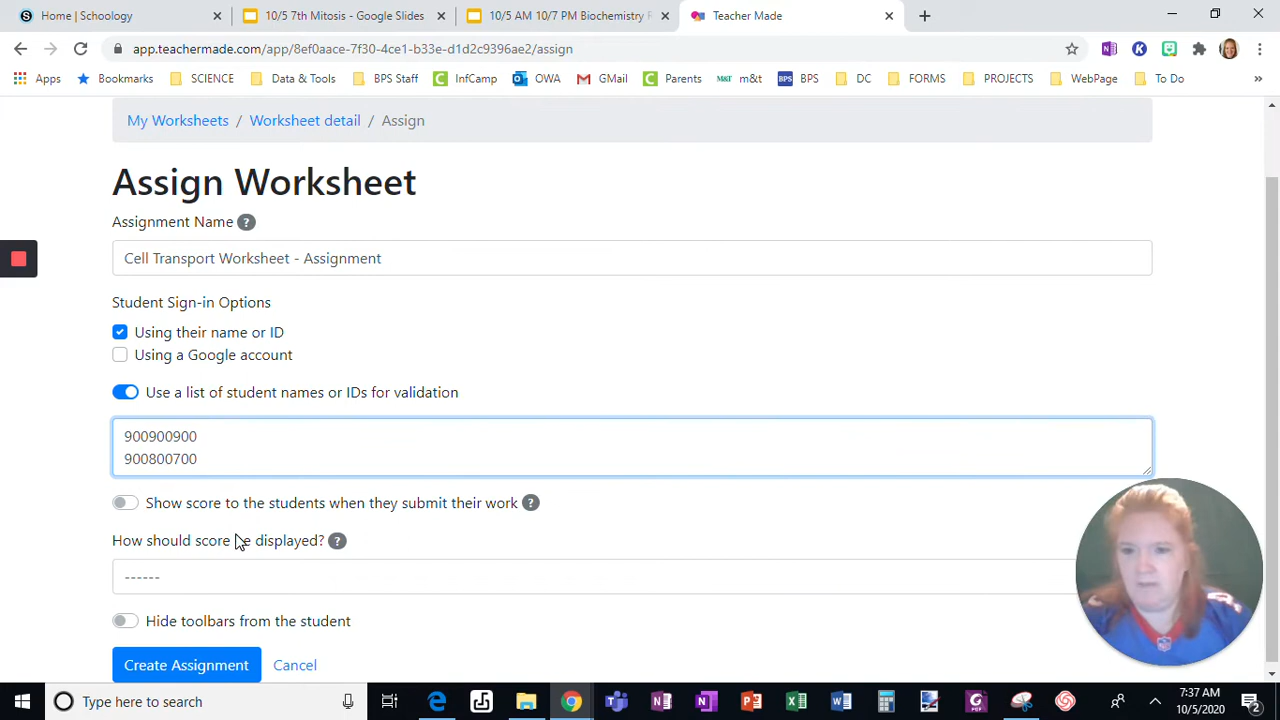 Home | Schoology
10/5 7th Mitosis - Google Slides
10/5 AM 10/7 PM Biochemistry
Teacher Made
app.teachermade.com/app/8ef0aace-7f30-4ce1-b33e-d1d2c9396ae2/assign
Apps Bookmarks SCIENCE Data & Tools BPS Staff InfCamp OWA GMail Parents m&t BPS DC FORMS PROJECTS WebPage To Do »
My Worksheets / Worksheet detail / Assign
Assign Worksheet
Assignment Name ?
Cell Transport Worksheet - Assignment
Student Sign-in Options
Using their name or ID
Using a Google account
Use a list of student names or IDs for validation
900900900
900800700
Show score to the students when they submit their work ?
How should score be displayed? ?
------
Hide toolbars from the student
Create Assignment Cancel
Type here to search
7:37 AM
10/5/2020
2